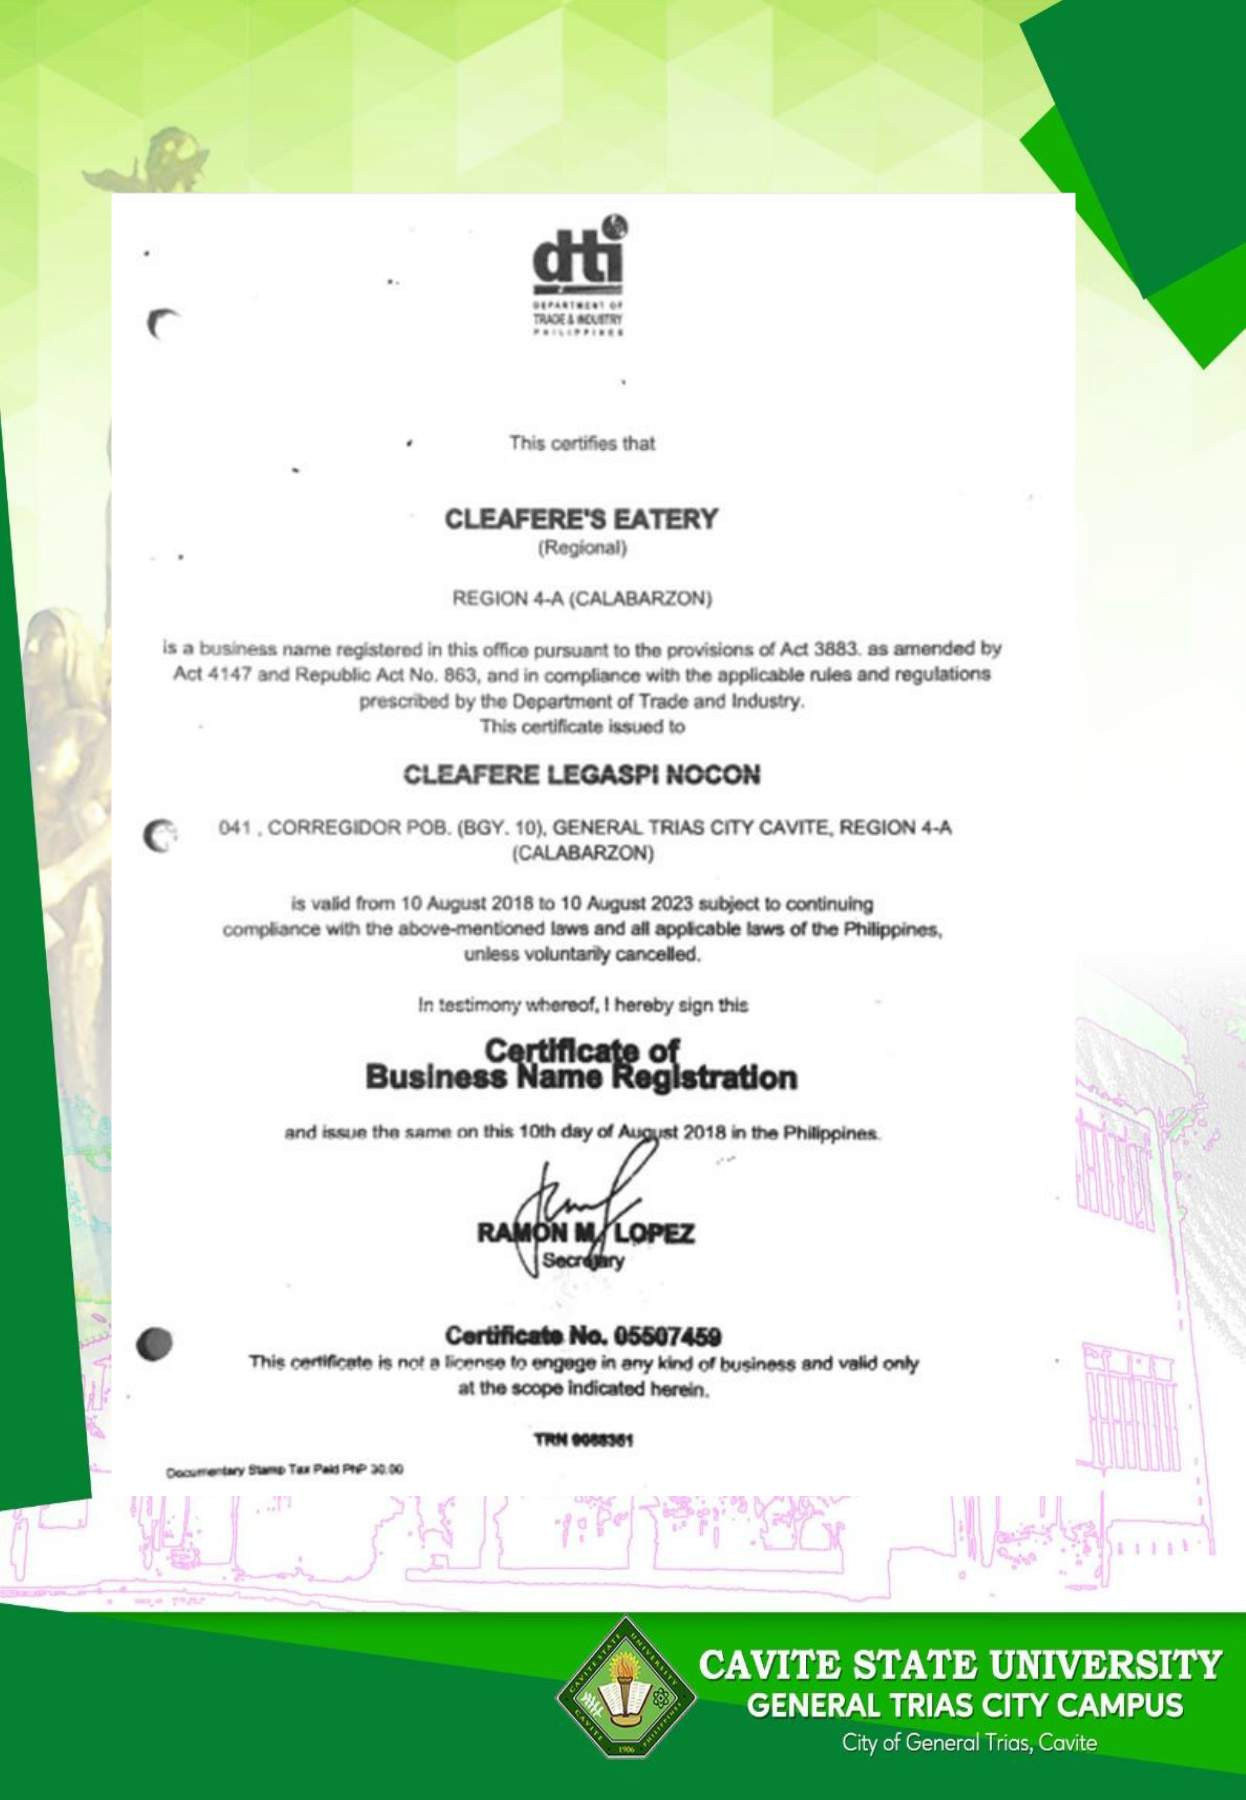 dti
DEPARTMENT OF
TRADE & INDUSTRY
PHILIPPINES
This certifies that
CLEAFERE'S EATERY
(Regional)
REGION 4-A (CALABARZON)
is a business name registered in this office pursuant to the provisions of Act 3883. as amended by
Act 4147 and Republic Act No. 863, and in compliance with the applicable rules and regulations
prescribed by the Department of Trade and Industry.
This certificate issued to
CLEAFERE LEGASPI NOCON
041 , CORREGIDOR POB. (BGY. 10), GENERAL TRIAS CITY CAVITE, REGION 4-A
(CALABARZON)
is valid from 10 August 2018 to 10 August 2023 subject to continuing
compliance with the above-mentioned laws and all applicable laws of the Philippines,
unless voluntarily cancelled.
In testimony whereof, I hereby sign this
Certificate of
Business Name Registration
and issue the same on this 10th day of August 2018 in the Philippines.
RAMON M. LOPEZ
Secretary
Certificate No. 05507459
This certificate is not a license to engage in any kind of business and valid only
at the scope indicated herein.
TRN
Documentary Stamp Tax Paid PhP 30.00
CAVITE STATE UNIVERSITY
CAVITE
PHILIPPINES
1906
CAVITE STATE UNIVERSITY
GENERAL TRIAS CITY CAMPUS
City of General Trias, Cavite